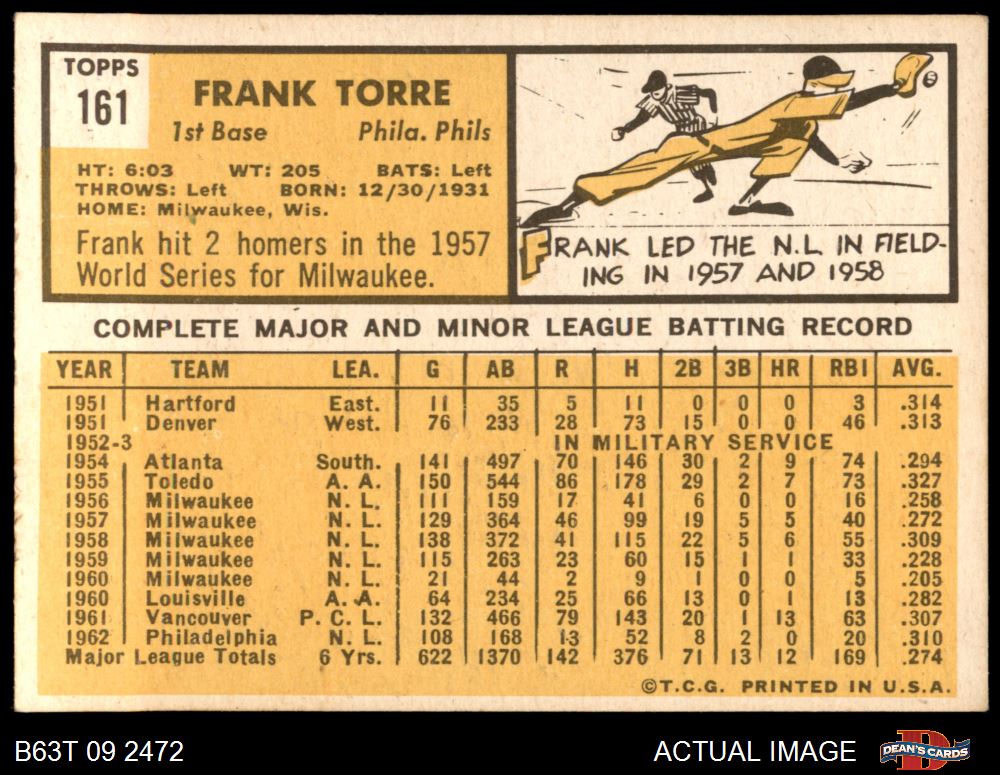 TOPPS
161
FRANK TORRE
1st Base Phila. Phils
HT: 6:03 WT: 205 BATS: Left
THROWS: Left BORN: 12/30/1931
HOME: Milwaukee, Wis.
Frank hit 2 homers in the 1957
World Series for Milwaukee.
FRANK LED THE N.L. IN FIELD-
ING IN 1957 AND 1958
COMPLETE MAJOR AND MINOR LEAGUE BATTING RECORD
YEAR TEAM LEA. G AB R H 2B 3B HR RBI AVG.
1951 Hartford East. 11 35 5 11 0 0 0 3 .314
1951 Denver West. 76 233 28 73 15 0 0 46 .313
1952-3 IN MILITARY SERVICE
1954 Atlanta South. 141 497 70 146 30 2 9 74 .294
1955 Toledo A. A. 150 544 86 178 29 2 7 73 .327
1956 Milwaukee N. L. 111 159 17 41 6 0 0 16 .258
1957 Milwaukee N. L. 129 364 46 99 19 5 5 40 .272
1958 Milwaukee N. L. 138 372 41 115 22 5 6 55 .309
1959 Milwaukee N. L. 115 263 23 60 15 1 1 33 .228
1960 Milwaukee N. L. 21 44 2 9 1 0 0 5 .205
1960 Louisville A. A. 64 234 25 66 13 0 1 13 .282
1961 Vancouver P. C. L. 132 466 79 143 20 1 13 63 .307
1962 Philadelphia N. L. 108 168 13 52 8 2 0 20 .310
Major League Totals 6 Yrs. 622 1370 142 376 71 13 12 169 .274
©T.C.G. PRINTED IN U.S.A.
B63T 09 2472 ACTUAL IMAGE DEAN'S CARDS